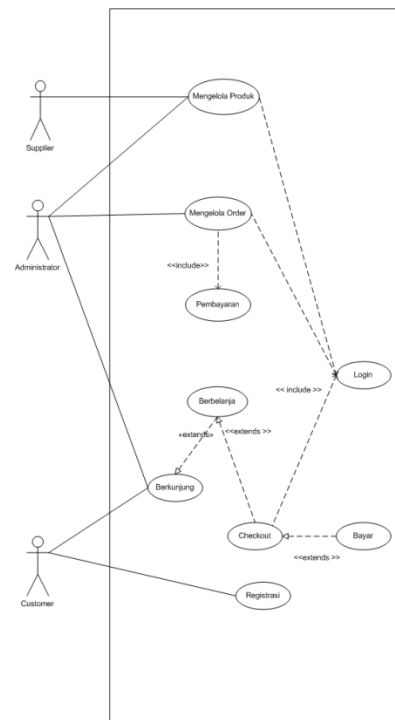 Mengelola Produk
Supplier
Mengelola Order
Administrator
<<include>>
Pembayaran
Login
<< include >>
Berbelanja
<<extends >>
«extends»
Berkunjung
Checkout
Bayar
<<extends >>
Customer
Registrasi